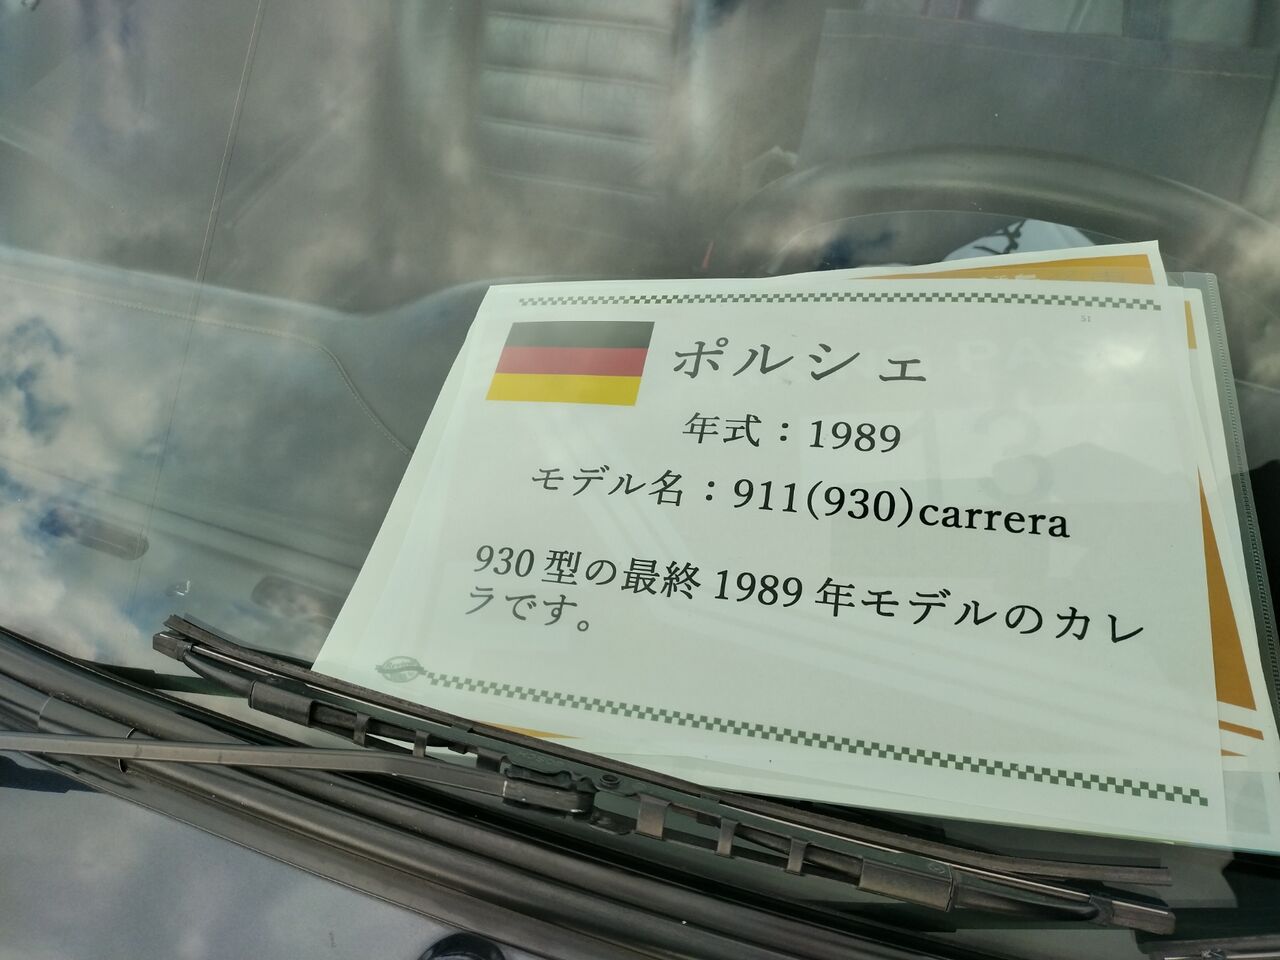 51
ポルシェ
年式：1989
モデル名：911(930)carrera
930 型の最終 1989 年モデルのカレ
ラです。